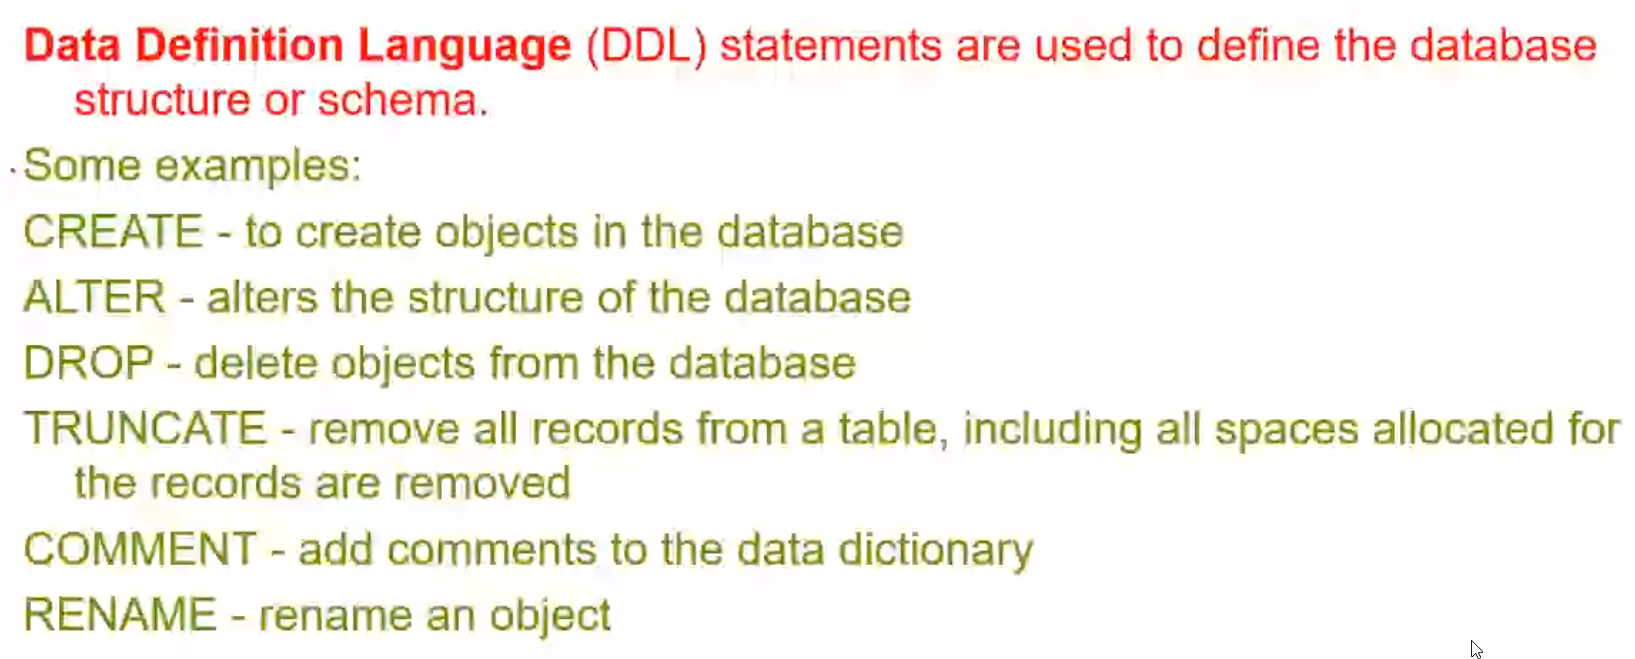 Data Definition Language (DDL) statements are used to define the database
structure or schema.
Some examples:
CREATE - to create objects in the database
ALTER - alters the structure of the database
DROP - delete objects from the database
TRUNCATE - remove all records from a table, including all spaces allocated for
the records are removed
COMMENT - add comments to the data dictionary
RENAME - rename an object